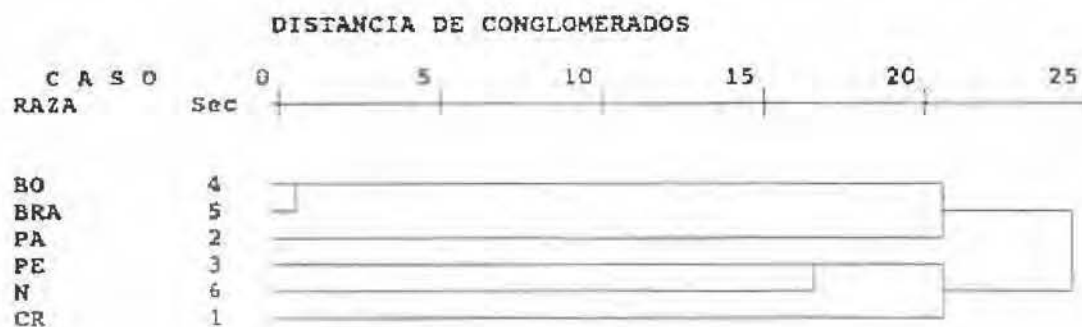 DISTANCIA DE CONGLOMERADOS
C A S O 0 5 10 15 20 25
RAZA Sec
BO 4
BRA 5
PA 2
PE 3
N 6
CR 1